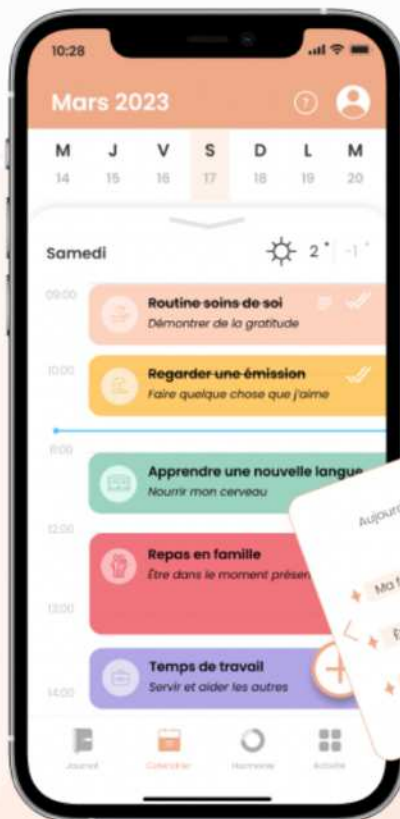 10:28
Mars 2023
?
M J V S D L M
14 15 16 17 18 19 20
Samedi
2° -1°
09:00
Routine soins de soi
Démontrer de la gratitude
10:00
Regarder une émission
Faire quelque chose que j'aime
11:00
Apprendre une nouvelle langue
Nourrir mon cerveau
12:00
Repas en famille
Être dans le moment présen
13:00
Temps de travail
Servir et aider les autres
14:00
Aujourd
Ma f
Journal Calendrier Harmonie Activité